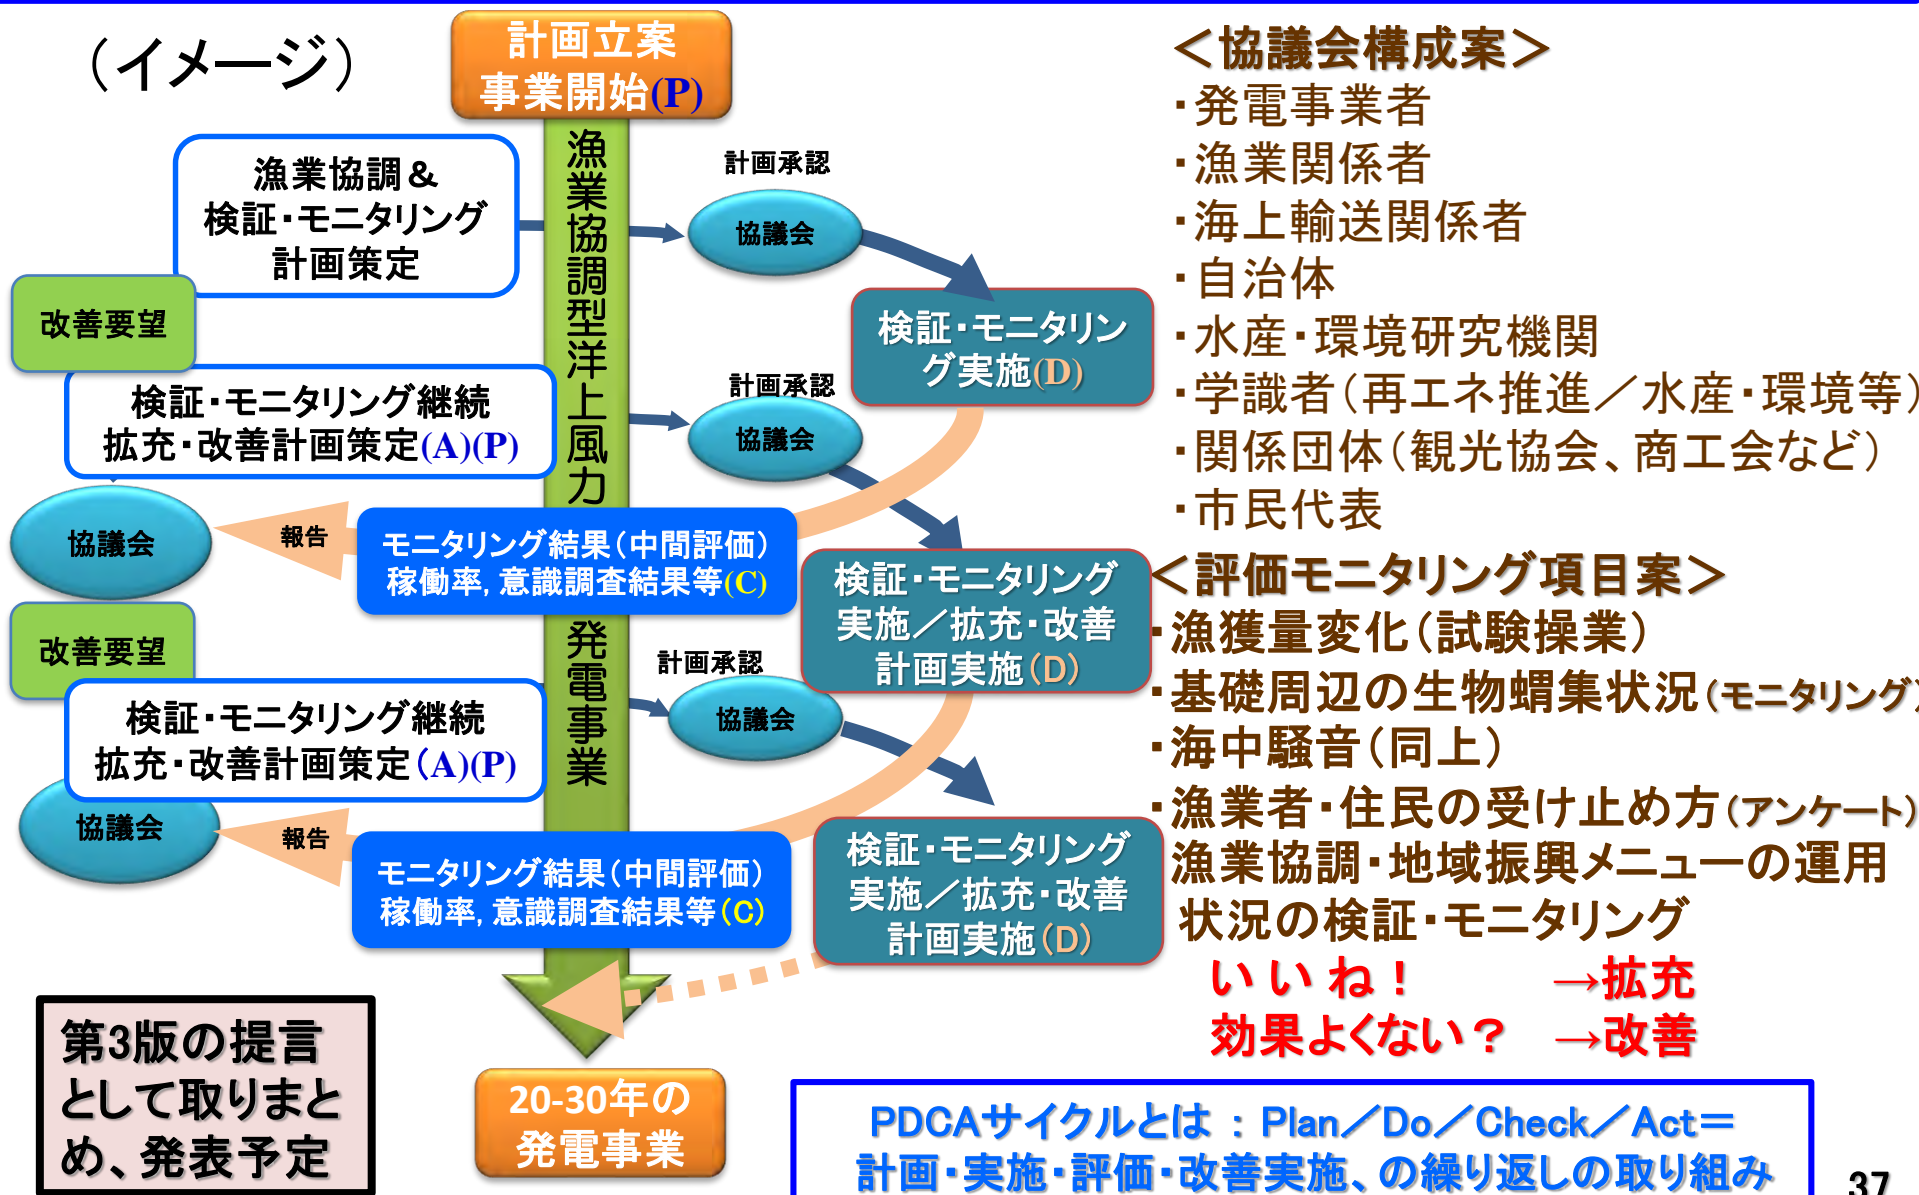 （イメージ）
計画立案
事業開始(P)
漁業協調型洋上風力発電事業
漁業協調＆
検証・モニタリング
計画策定
計画承認
協議会
検証・モニタリン
グ実施(D)
改善要望
検証・モニタリング継続
拡充・改善計画策定(A)(P)
計画承認
協議会
協議会
報告
モニタリング結果（中間評価）
稼働率, 意識調査結果等(C)
検証・モニタリング
実施／拡充・改善
計画実施（D）
改善要望
検証・モニタリング継続
拡充・改善計画策定（A)(P)
計画承認
協議会
協議会
報告
モニタリング結果（中間評価）
稼働率, 意識調査結果等（C）
検証・モニタリング
実施／拡充・改善
計画実施（D）
20-30年の
発電事業
第3版の提言
として取りまと
め、発表予定
＜協議会構成案＞
・発電事業者
・漁業関係者
・海上輸送関係者
・自治体
・水産・環境研究機関
・学識者（再エネ推進／水産・環境等）
・関係団体（観光協会、商工会など）
・市民代表
＜評価モニタリング項目案＞
・漁獲量変化（試験操業）
・基礎周辺の生物蝟集状況（モニタリング）
・海中騒音（同上）
・漁業者・住民の受け止め方（アンケート）
・漁業協調・地域振興メニューの運用
状況の検証・モニタリング
い い ね！ →拡充
効果よくない？ →改善
PDCAサイクルとは：Plan／Do／Check／Act＝
計画・実施・評価・改善実施、の繰り返しの取り組み
37